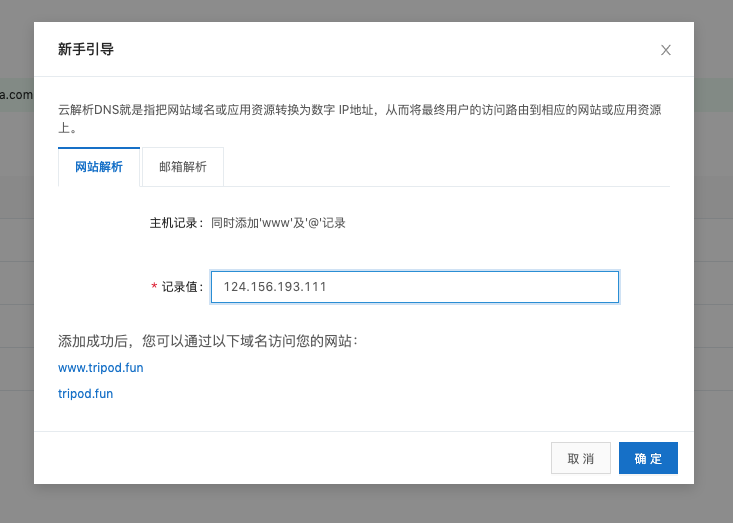 新手引导
a.com
云解析DNS就是指把网站域名或应用资源转换为数字 IP地址，从而将最终用户的访问路由到相应的网站或应用资源
上。
网站解析
邮箱解析
主机记录：同时添加'www'及'@'记录
* 记录值：124.156.193.111
添加成功后，您可以通过以下域名访问您的网站：
www.tripod.fun
tripod.fun
取 消
确 定